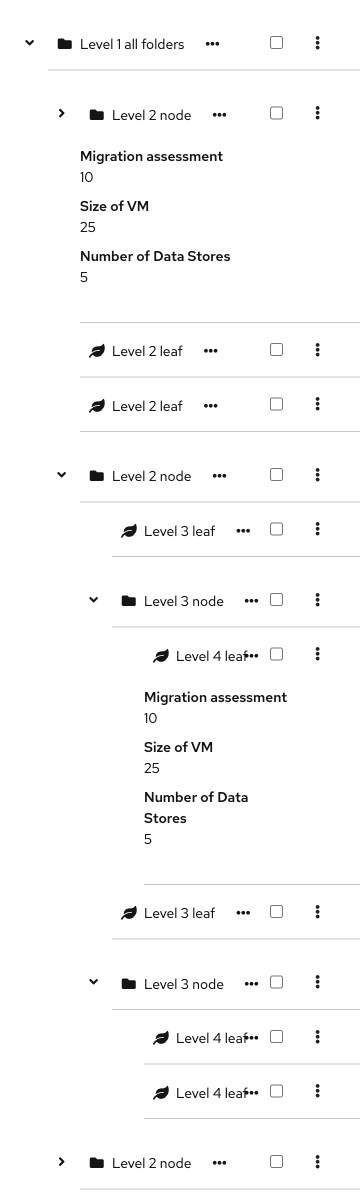 Level 1 all folders
Level 2 node
Migration assessment
10
Size of VM
25
Number of Data Stores
5
Level 2 leaf
Level 2 leaf
Level 2 node
Level 3 leaf
Level 3 node
Level 4 leaf
Migration assessment
10
Size of VM
25
Number of Data
Stores
5
Level 3 leaf
Level 3 node
Level 4 leaf
Level 4 leaf
Level 2 node